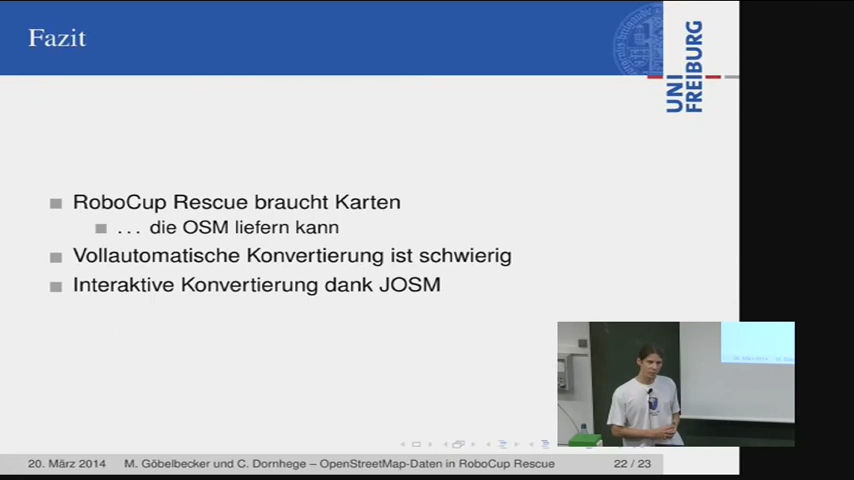 Fazit
UNI
FREIBURG
RoboCup Rescue braucht Karten
... die OSM liefern kann
Vollautomatische Konvertierung ist schwierig
Interaktive Konvertierung dank JOSM
20. März 2014 M. Göbelbecker und C. Dornhege – OpenStreetMap-Daten in RoboCup Rescue 22 / 23